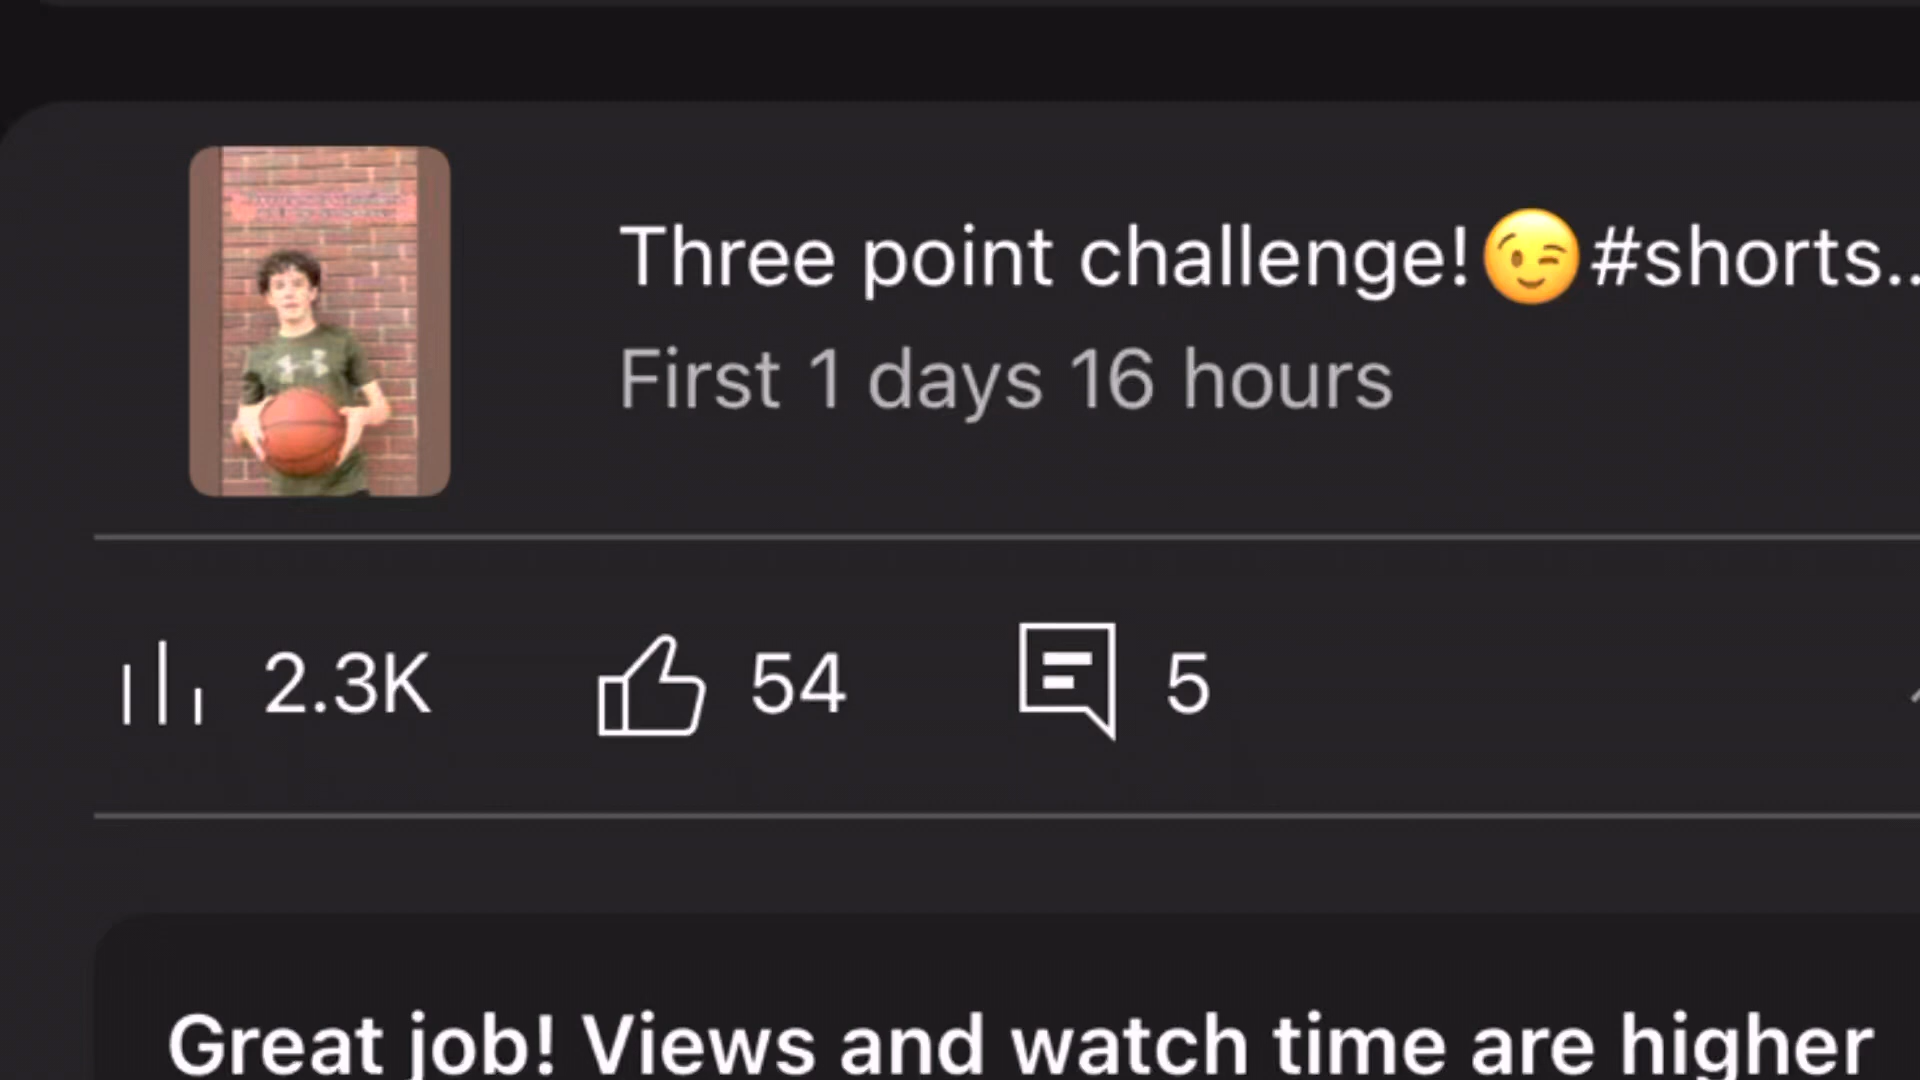 Three point challenge!😉#shorts..
First 1 days 16 hours
2.3K 54 5
Great job! Views and watch time are higher